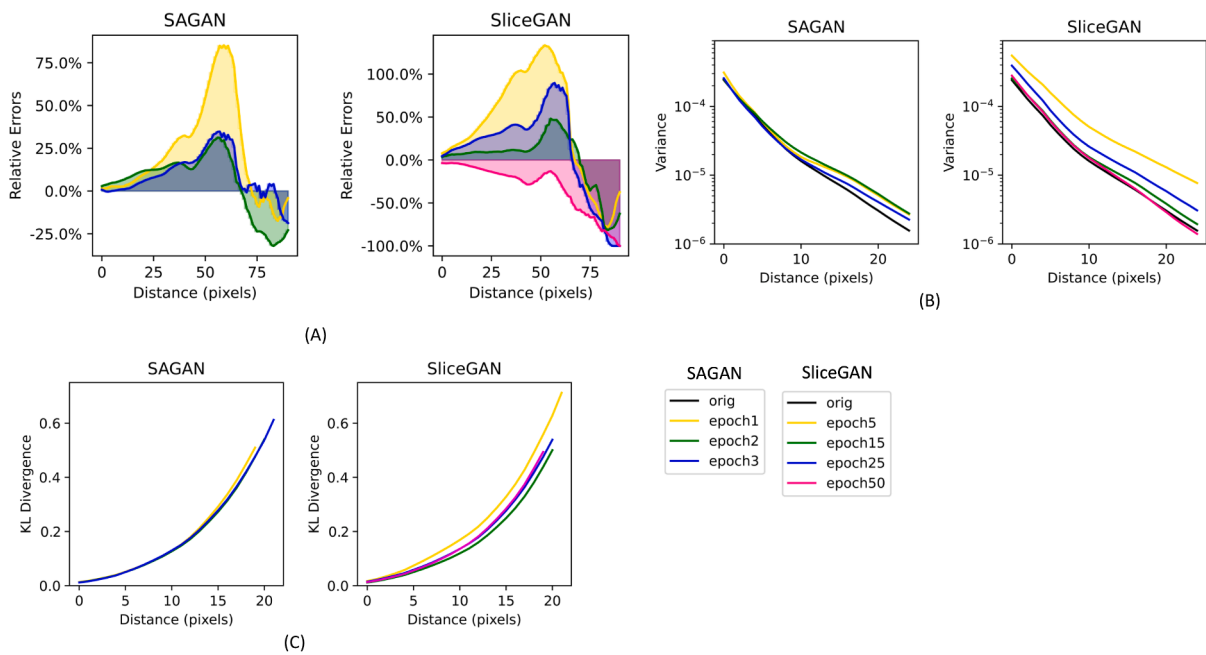 SAGAN
Relative Errors
75.0%
50.0%
25.0%
0.0%
-25.0%
0
25
50
75
Distance (pixels)
SliceGAN
Relative Errors
100.0%
50.0%
0.0%
-50.0%
-100.0%
0
25
50
75
Distance (pixels)
(A)
SAGAN
Variance
10⁻⁴
10⁻⁵
10⁻⁶
0
10
20
Distance (pixels)
SliceGAN
Variance
10⁻⁴
10⁻⁵
10⁻⁶
0
10
20
Distance (pixels)
(B)
SAGAN
KL Divergence
0.6
0.4
0.2
0.0
0
5
10
15
20
Distance (pixels)
SliceGAN
KL Divergence
0.6
0.4
0.2
0.0
0
5
10
15
20
Distance (pixels)
(C)
SAGAN
orig
epoch1
epoch2
epoch3
SliceGAN
orig
epoch5
epoch15
epoch25
epoch50